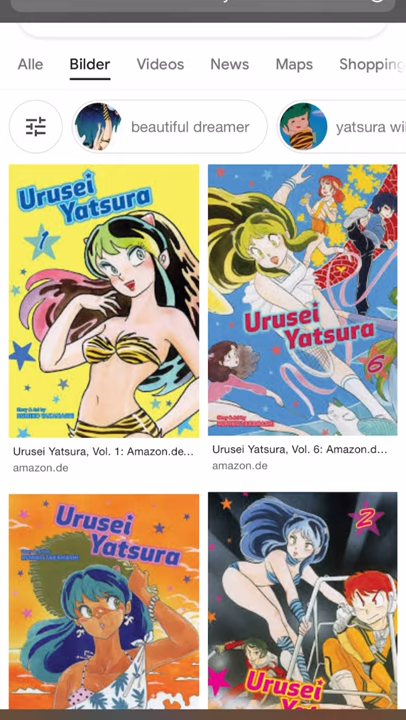 Alle Bilder Videos News Maps Shopping
beautiful dreamer yatsura wi
Urusei
Yatsura
1
Urusei
Yatsura
6
Urusei Yatsura, Vol. 1: Amazon.de...
amazon.de
Urusei Yatsura, Vol. 6: Amazon.d...
amazon.de
Urusei
Yatsura
2
Urusei